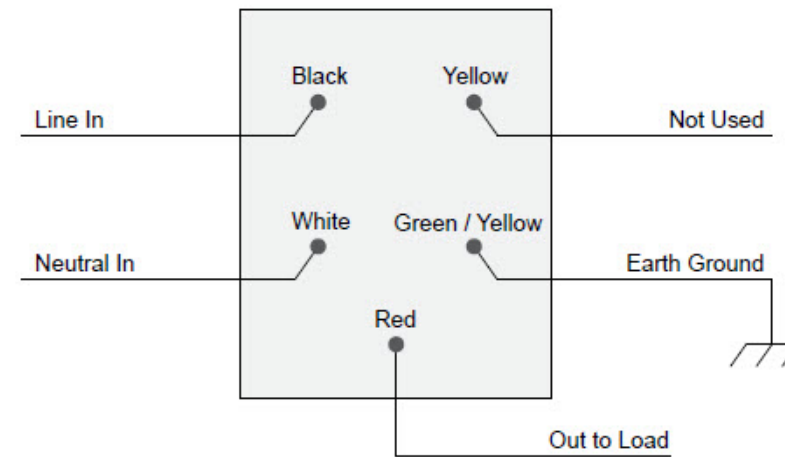 Black
Yellow
Line In
Not Used
White
Green / Yellow
Neutral In
Earth Ground
Red
Out to Load